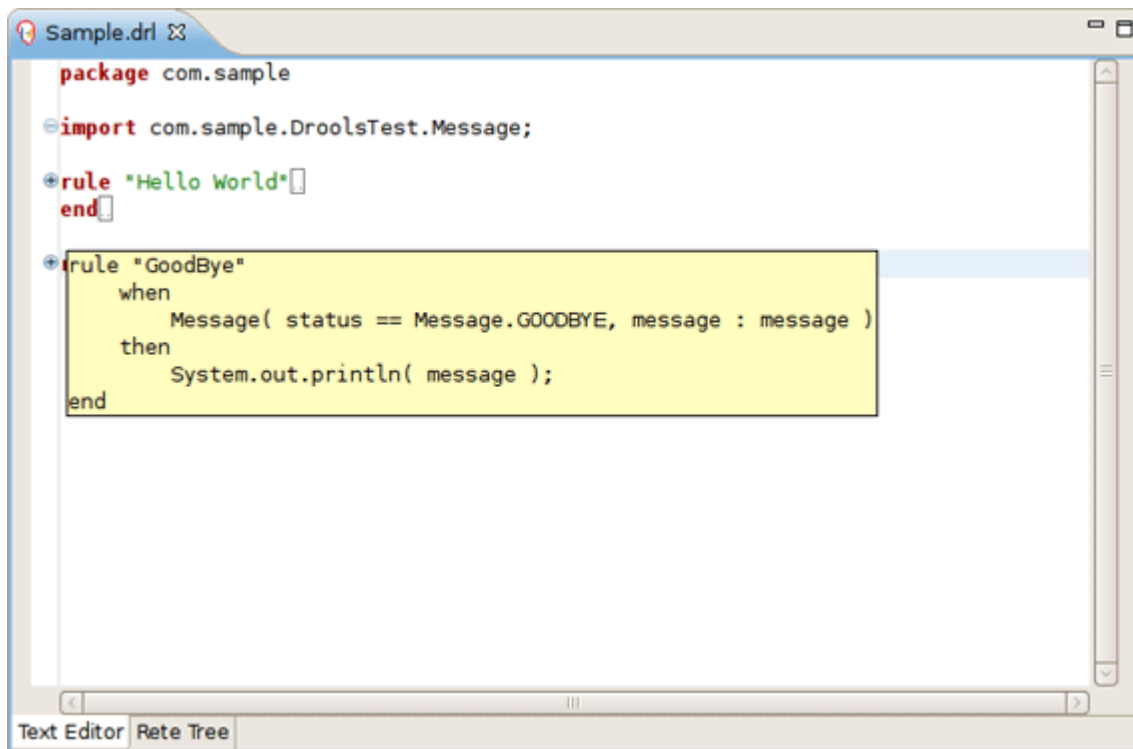 Sample.drl
package com.sample
import com.sample.DroolsTest.Message;
rule "Hello World"
end
rule "GoodBye"
    when
        Message( status == Message.GOODBYE, message : message )
    then
        System.out.println( message );
end
Text Editor Rete Tree